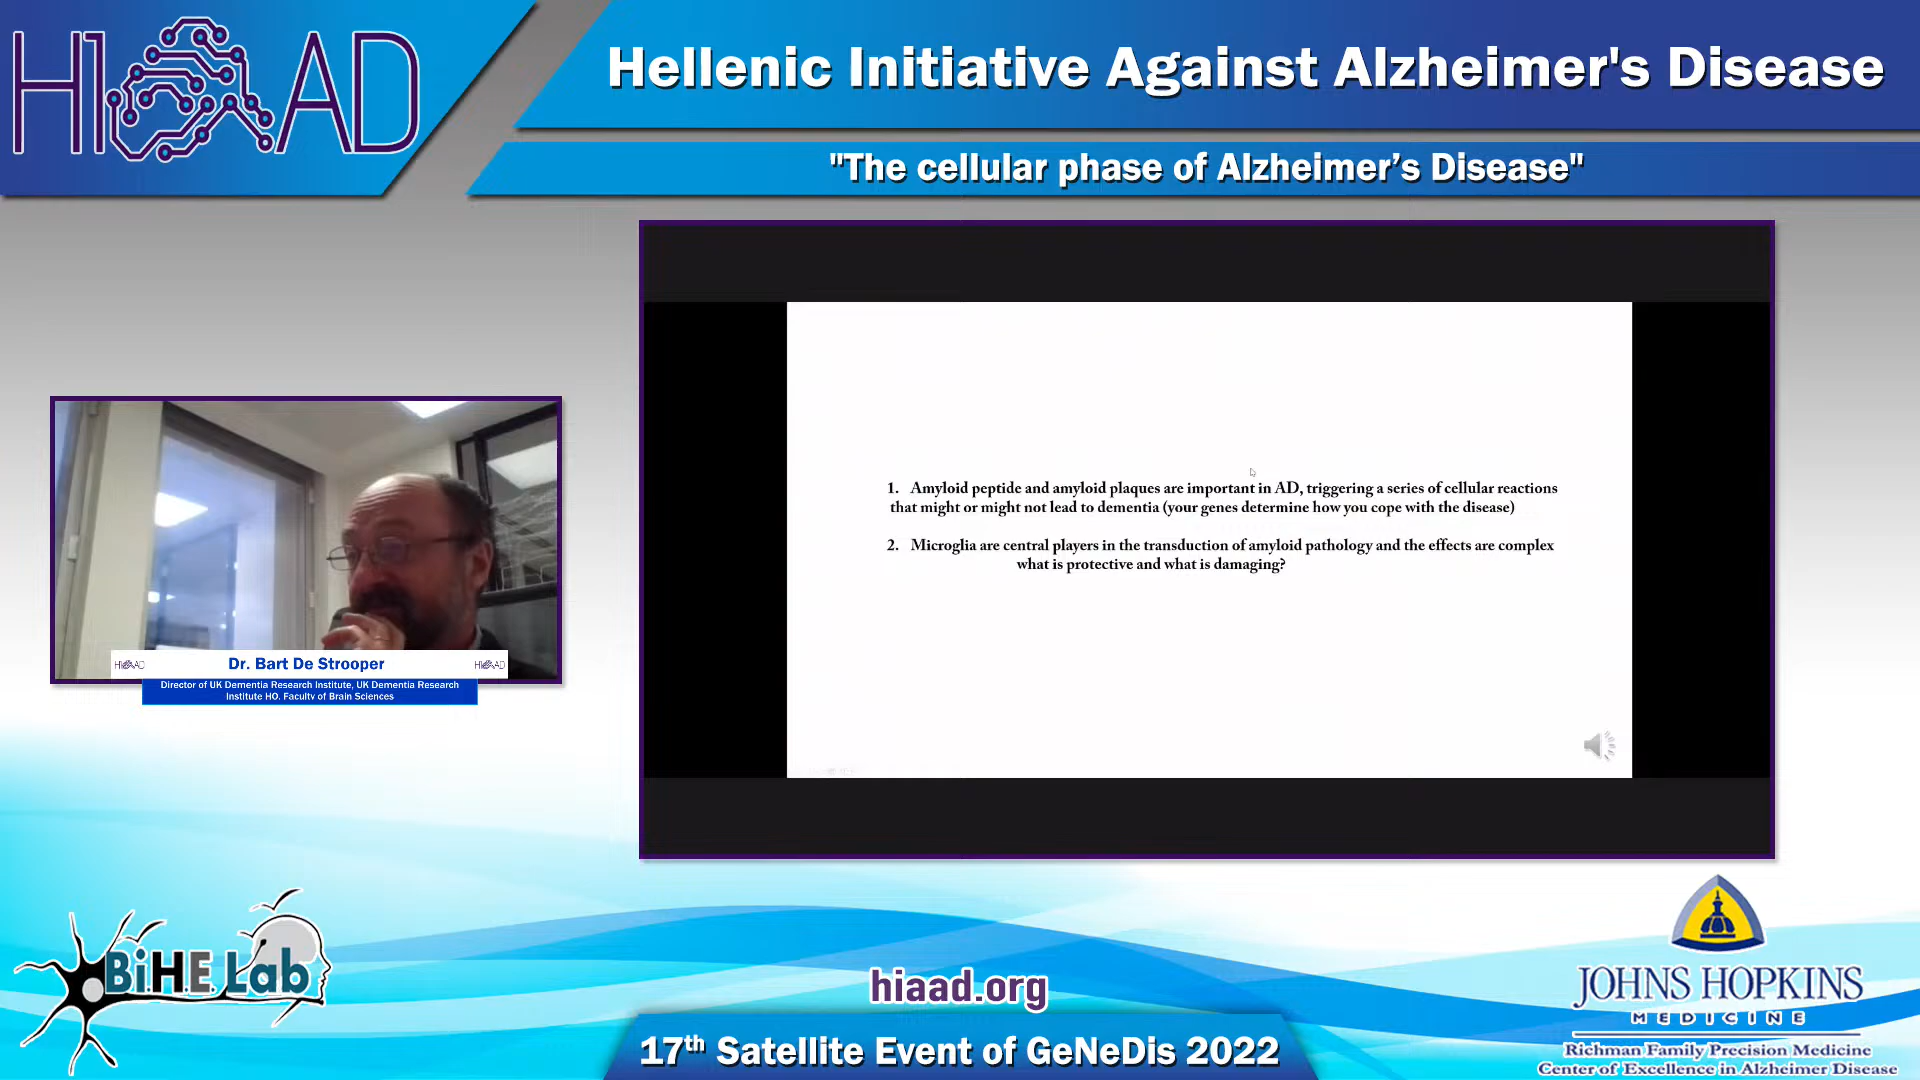 HIAAD
Hellenic Initiative Against Alzheimer's Disease
"The cellular phase of Alzheimer’s Disease"
1. Amyloid peptide and amyloid plaques are important in AD, triggering a series of cellular reactions
that might or might not lead to dementia (your genes determine how you cope with the disease)
2. Microglia are central players in the transduction of amyloid pathology and the effects are complex
what is protective and what is damaging?
HIAAD
Dr. Bart De Strooper
HIAAD
Director of UK Dementia Research Institute, UK Dementia Research
Institute HQ, Faculty of Brain Sciences
BiH.E. Lab
hiaad.org
17th Satellite Event of GeNeDis 2022
JOHNS HOPKINS
MEDICINE
Richman Family Precision Medicine
Center of Excellence in Alzheimer Disease